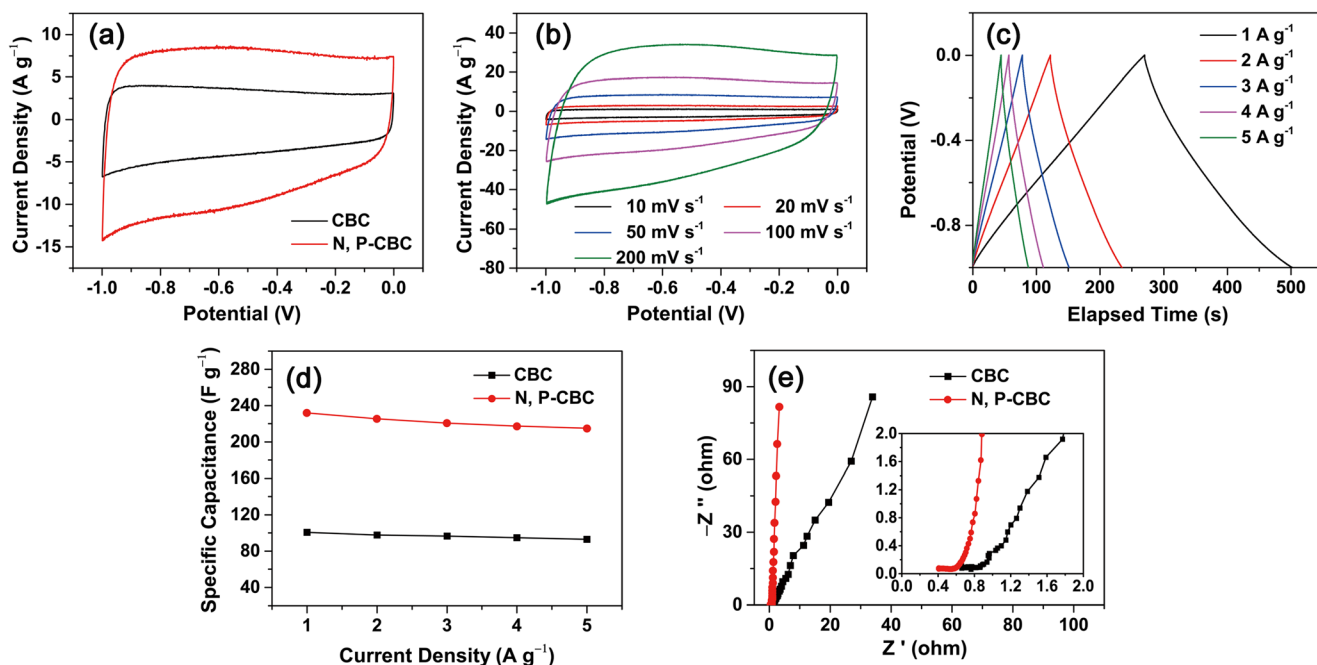 (a)
Current Density (A g⁻¹)
10
5
0
-5
-10
-15
CBC
N, P-CBC
-1.0 -0.8 -0.6 -0.4 -0.2 0.0
Potential (V)
(b)
Current Density (A g⁻¹)
60
40
20
0
-20
-40
-60
-80
10 mV s⁻¹ 20 mV s⁻¹
50 mV s⁻¹ 100 mV s⁻¹
200 mV s⁻¹
-1.0 -0.8 -0.6 -0.4 -0.2 0.0
Potential (V)
(c)
Potential (V)
0.0
-0.4
-0.8
1 A g⁻¹
2 A g⁻¹
3 A g⁻¹
4 A g⁻¹
5 A g⁻¹
0 100 200 300 400 500
Elapsed Time (s)
(d)
Specific Capacitance (F g⁻¹)
280
240
200
160
120
80
40
CBC
N, P-CBC
1 2 3 4 5
Current Density (A g⁻¹)
(e)
−Z '' (ohm)
90
60
30
0
CBC
N, P-CBC
2.0
1.6
1.2
0.8
0.4
0.0
0.0 0.4 0.8 1.2 1.6 2.0
0 20 40 60 80 100
Z ' (ohm)